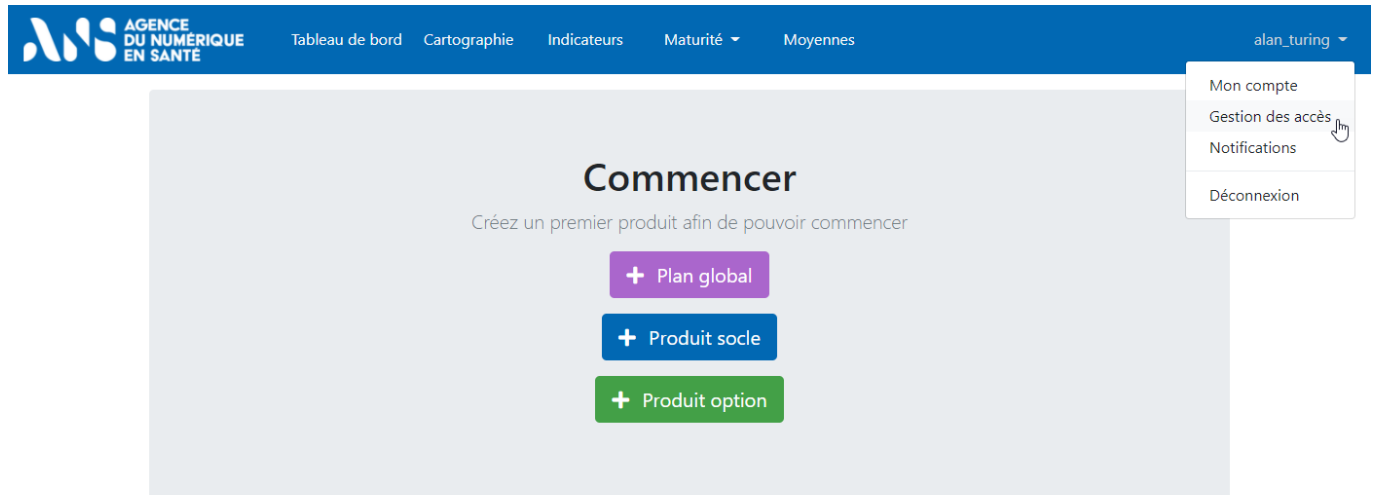 AGENCE
DU NUMÉRIQUE
EN SANTÉ
Tableau de bord Cartographie Indicateurs Maturité Moyennes alan_turing
Mon compte
Gestion des accès
Notifications
Déconnexion
Commencer
Créez un premier produit afin de pouvoir commencer
+ Plan global
+ Produit socle
+ Produit option